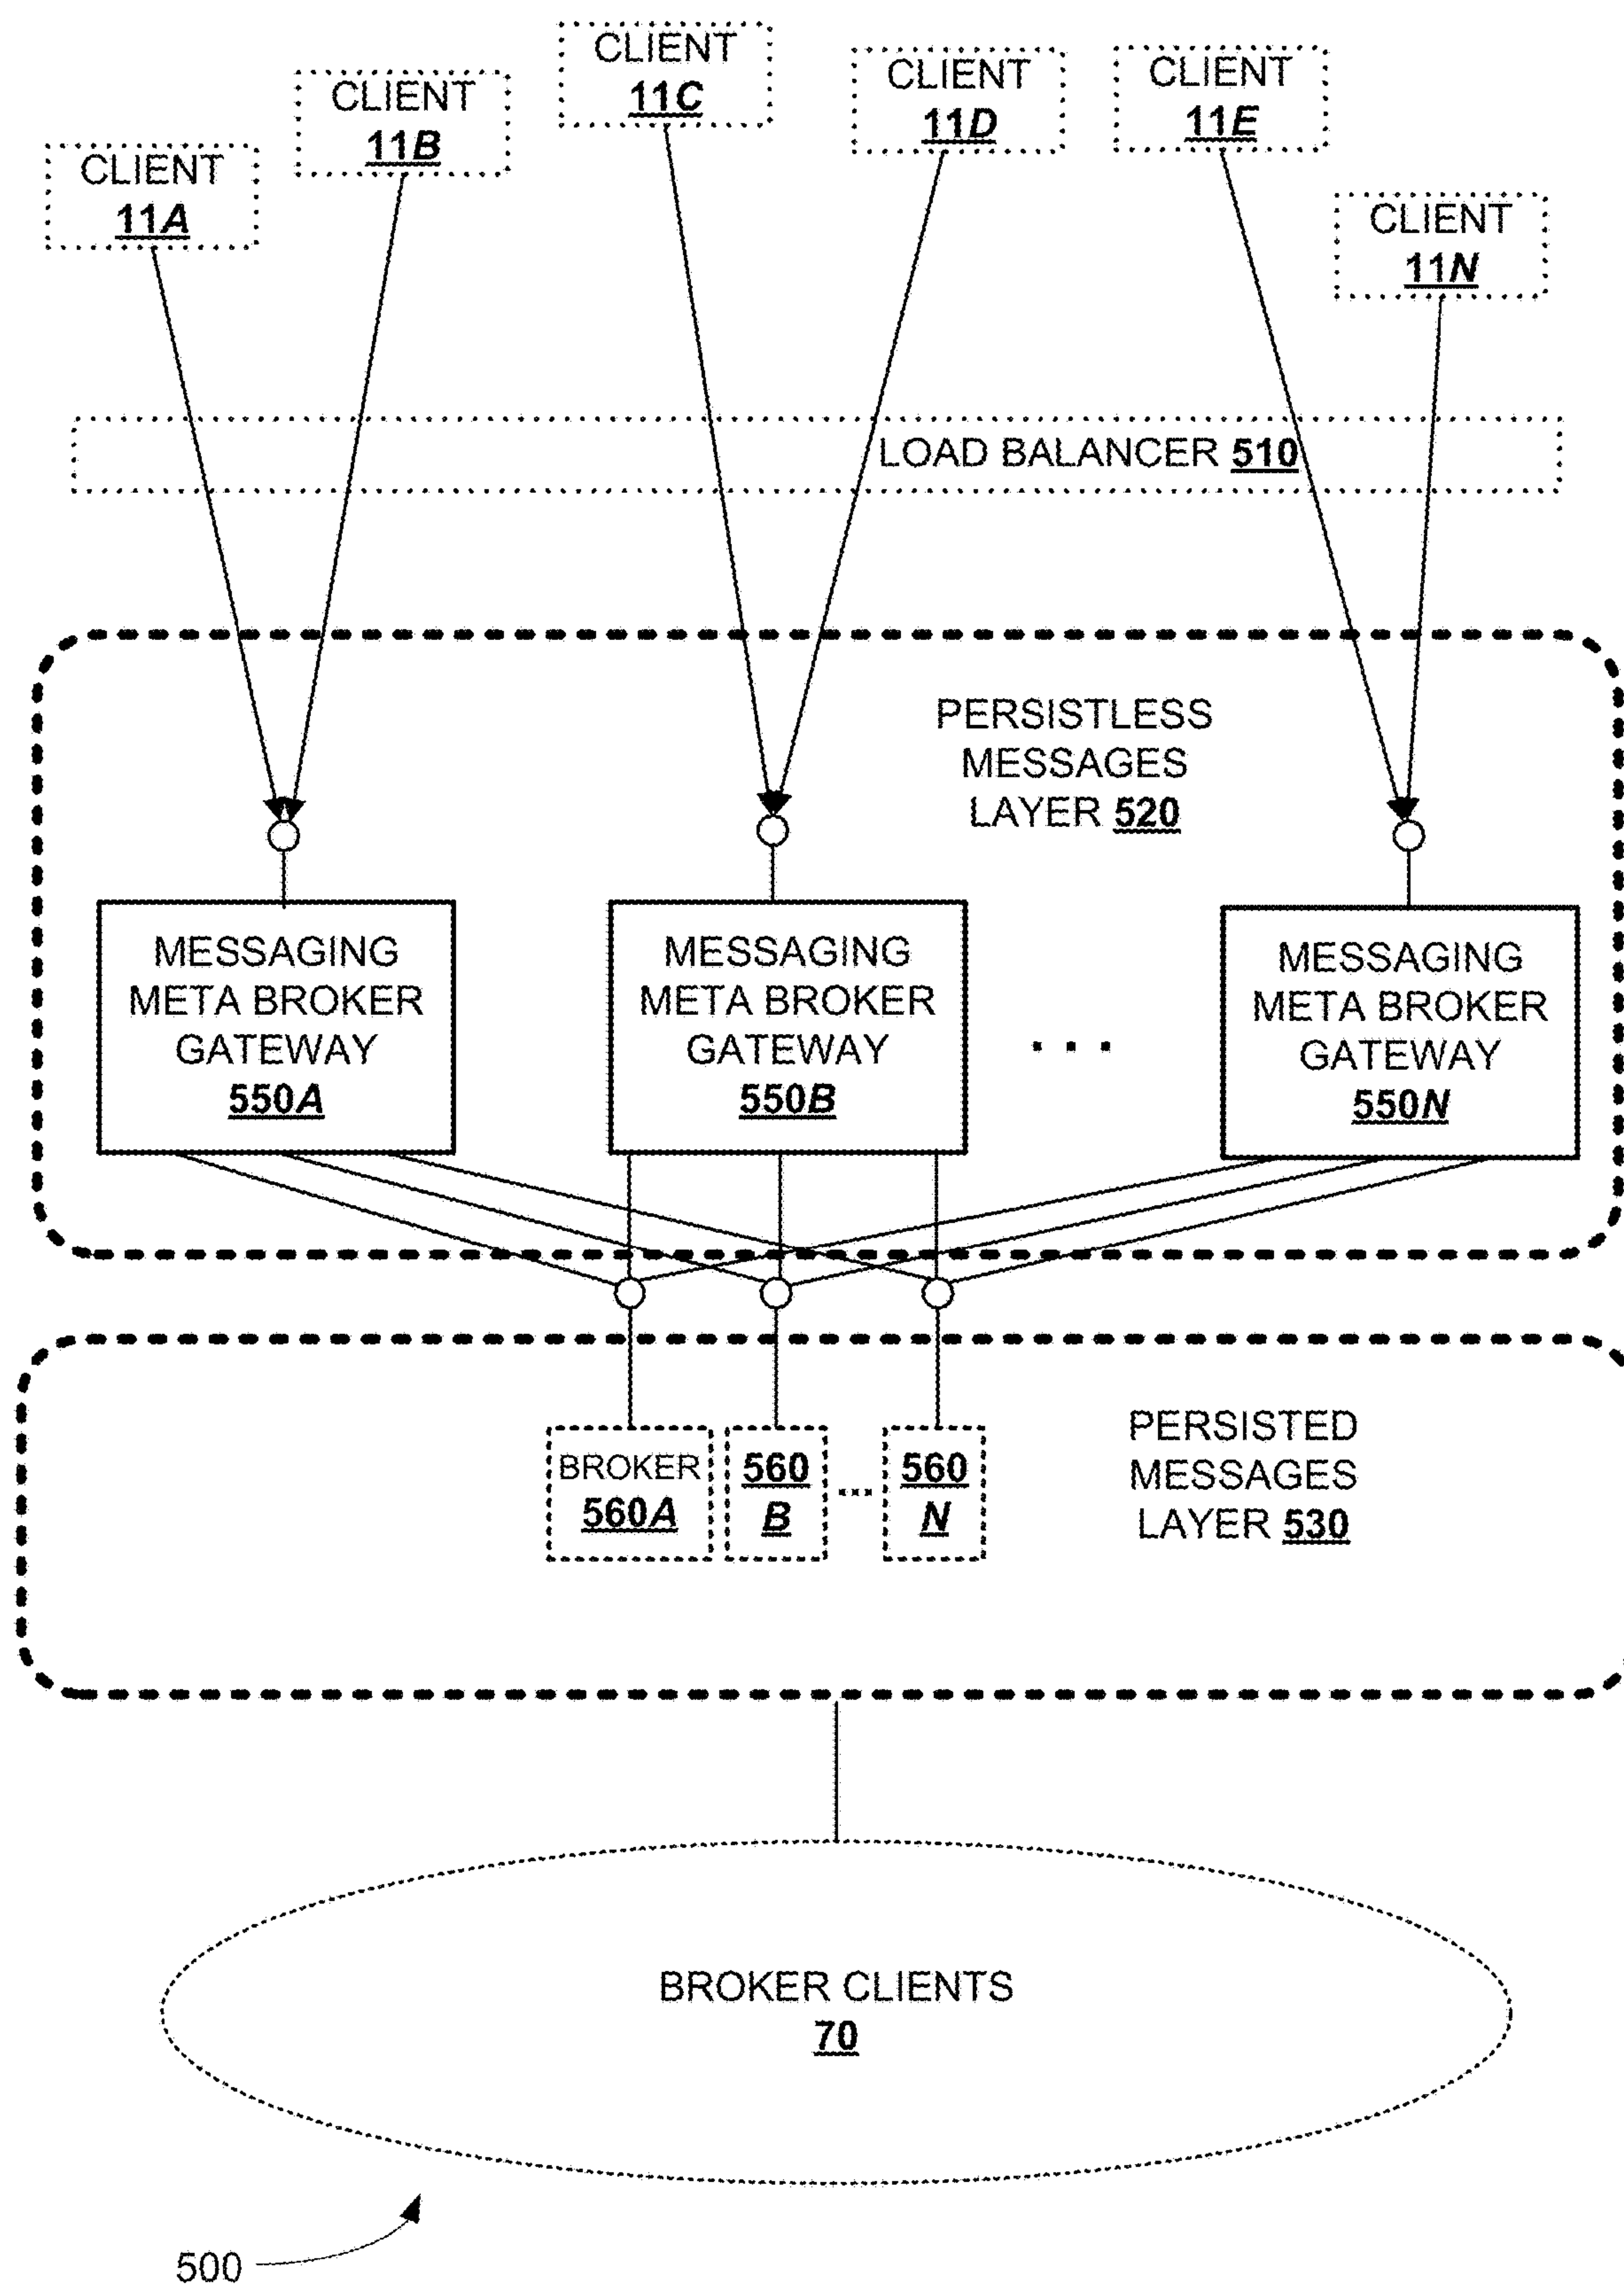 CLIENT
11A
CLIENT
11B
CLIENT
11C
CLIENT
11D
CLIENT
11E
CLIENT
11N
LOAD BALANCER 510
PERSISTLESS
MESSAGES
LAYER 520
MESSAGING
META BROKER
GATEWAY
550A
MESSAGING
META BROKER
GATEWAY
550B
. . .
MESSAGING
META BROKER
GATEWAY
550N
BROKER
560A
560
B
...
560
N
PERSISTED
MESSAGES
LAYER 530
BROKER CLIENTS
70
500